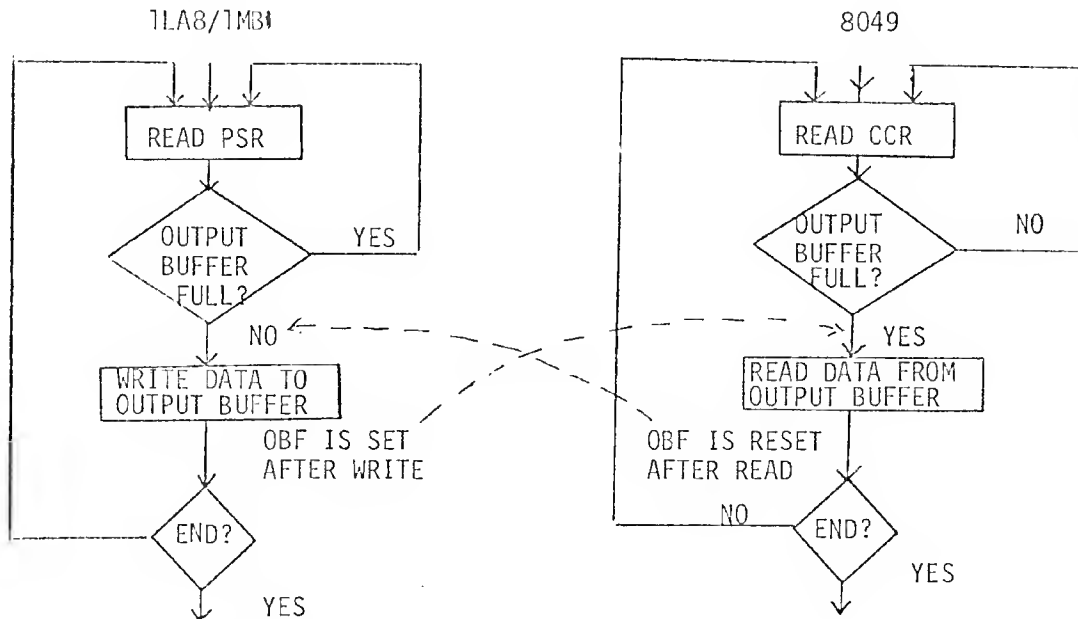 1LA8/1MB1
READ PSR
OUTPUT
BUFFER
FULL?
YES
NO
WRITE DATA TO
OUTPUT BUFFER
OBF IS SET
AFTER WRITE
END?
YES
8049
READ CCR
OUTPUT
BUFFER
FULL?
NO
YES
READ DATA FROM
OUTPUT BUFFER
OBF IS RESET
AFTER READ
NO
END?
YES